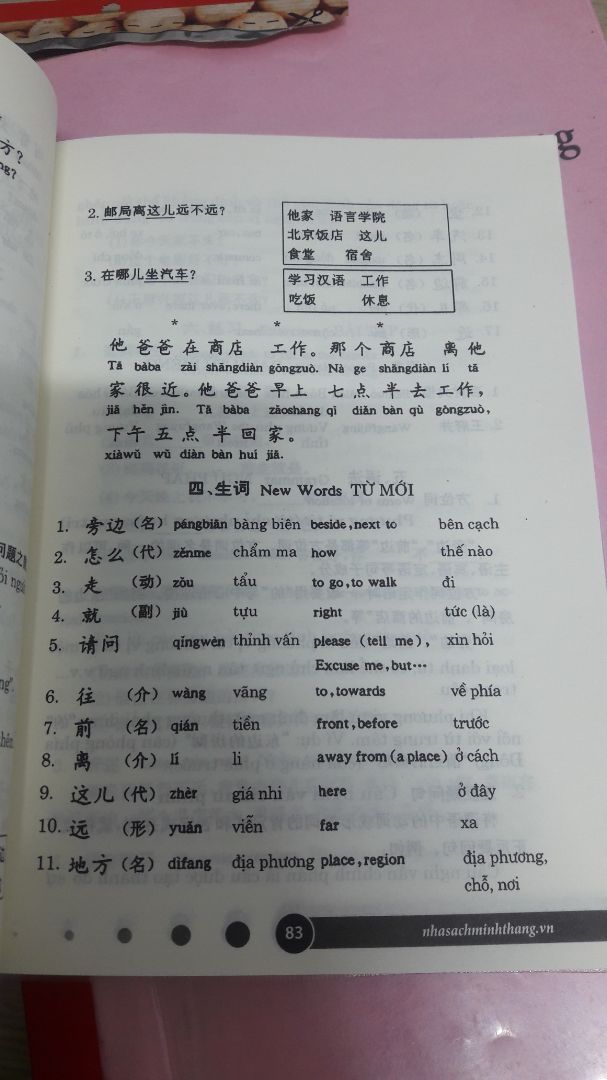 2. 邮局离这儿远不远?
他家 语言学院
北京饭店 这儿
食堂 宿舍
3. 在哪儿坐汽车?
学习汉语 工作
吃饭 休息
* * *
他 爸爸 在 商店 工作。那 个 商店 离 他
Tā bàba zài shāngdiàn gōngzuò. Nà ge shāngdiàn lí tā
家 很 近。他 爸爸 早上 七 点 半 去 工作,
jiā hěn jìn. Tā bàba zǎoshang qī diǎn bàn qù gōngzuò,
下午 五 点 半 回 家。
xiàwǔ wǔ diǎn bàn huí jiā.
四、生词 New Words TỪ MỚI
1. 旁边 (名) pángbiān bàng biên beside, next to bên cạch
2. 怎么 (代) zěnme chẩm ma how thế nào
3. 走 (动) zǒu tẩu to go, to walk đi
4. 就 (副) jiù tựu right tức (là)
5. 请问 qǐngwèn thỉnh vấn please (tell me), xin hỏi
Excuse me, but…
6. 往 (介) wàng vãng to, towards về phía
7. 前 (名) qián tiền front, before trước
8. 离 (介) lí li away from (a place) ở cách
9. 这儿 (代) zhèr giá nhi here ở đây
10. 远 (形) yuǎn viễn far xa
11. 地方 (名) dìfang địa phương place, region địa phương,
chỗ, nơi
83 nhasachminhthang.vn